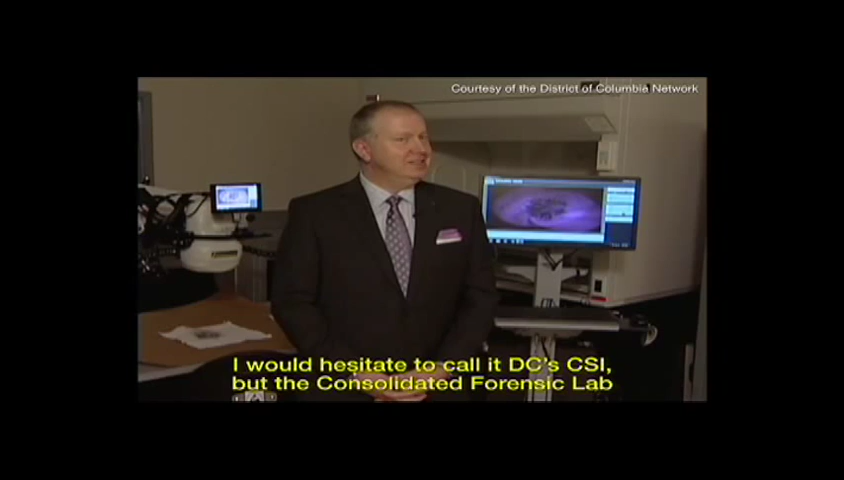 Courtesy of the District of Columbia Network
I would hesitate to call it DC's CSI,
but the Consolidated Forensic Lab